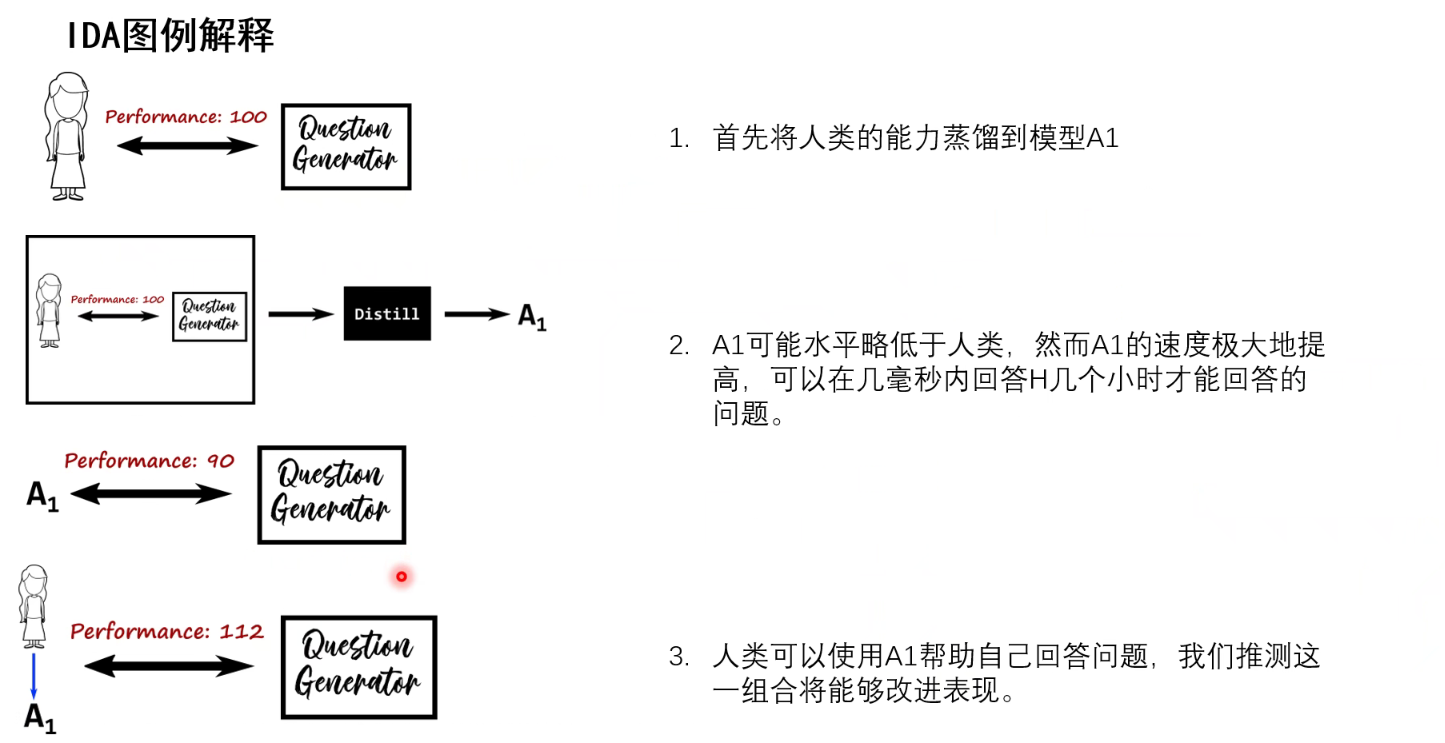 IDA图例解释
Performance: 100
Question
Generator
1. 首先将人类的能力蒸馏到模型A1
Performance: 100
Question
Generator
Distill
A1
2. A1可能水平略低于人类，然而A1的速度极大地提
高，可以在几毫秒内回答H几个小时才能回答的
问题。
Performance: 90
A1
Question
Generator
Performance: 112
Question
Generator
A1
3. 人类可以使用A1帮助自己回答问题，我们推测这
一组合将能够改进表现。